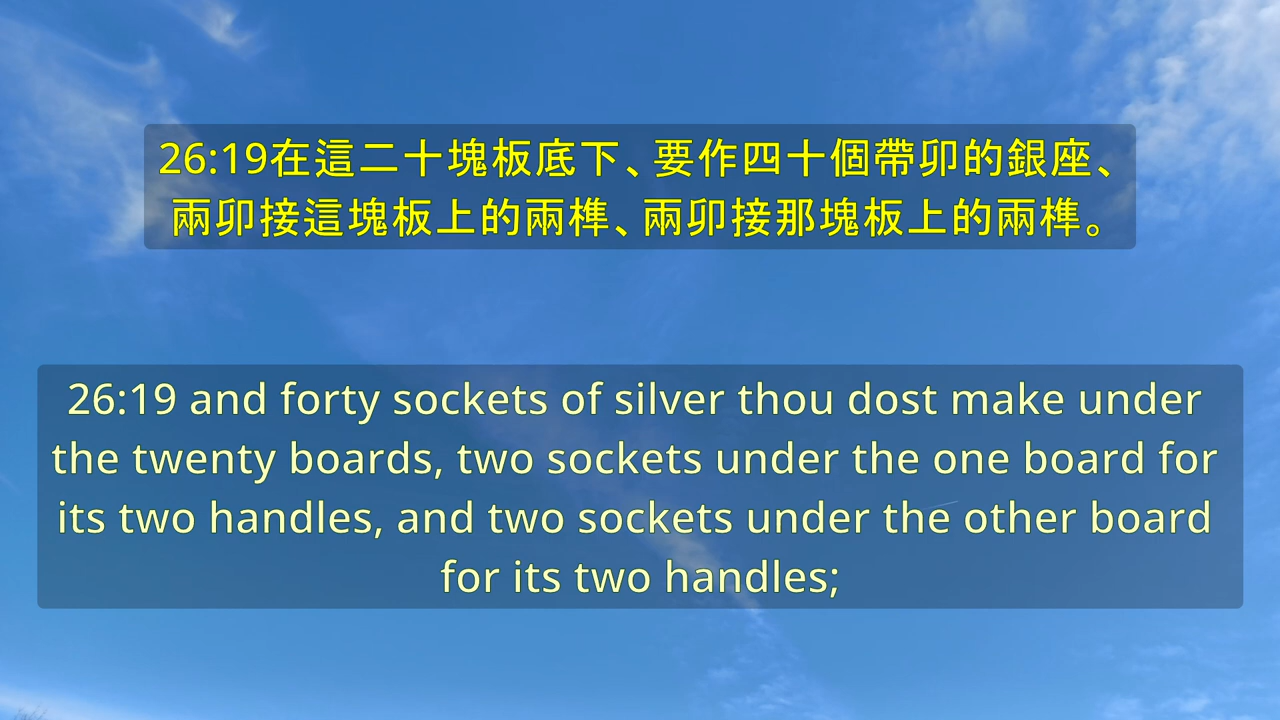 26:19在這二十塊板底下、要作四十個帶卯的銀座、
兩卯接這塊板上的兩榫、兩卯接那塊板上的兩榫。
26:19 and forty sockets of silver thou dost make under
the twenty boards, two sockets under the one board for
its two handles, and two sockets under the other board
for its two handles;